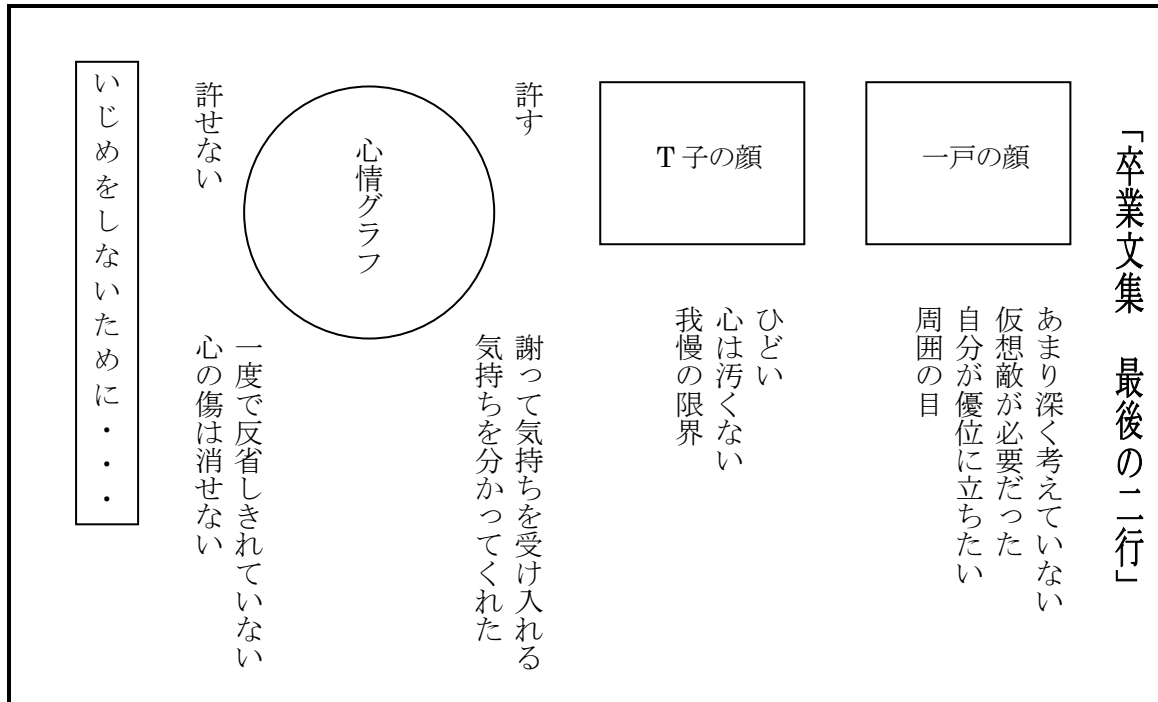 「卒業文集　最後の二行」
一戸の顔
あまり深く考えていない
仮想敵が必要だった
自分が優位に立ちたい
周囲の目
T 子の顔
ひどい
心は汚くない
我慢の限界
許す
謝って気持ちを受け入れる
気持ちを分かってくれた
心情グラフ
許せない
一度で反省しきれていない
心の傷は消せない
いじめをしないために・・・